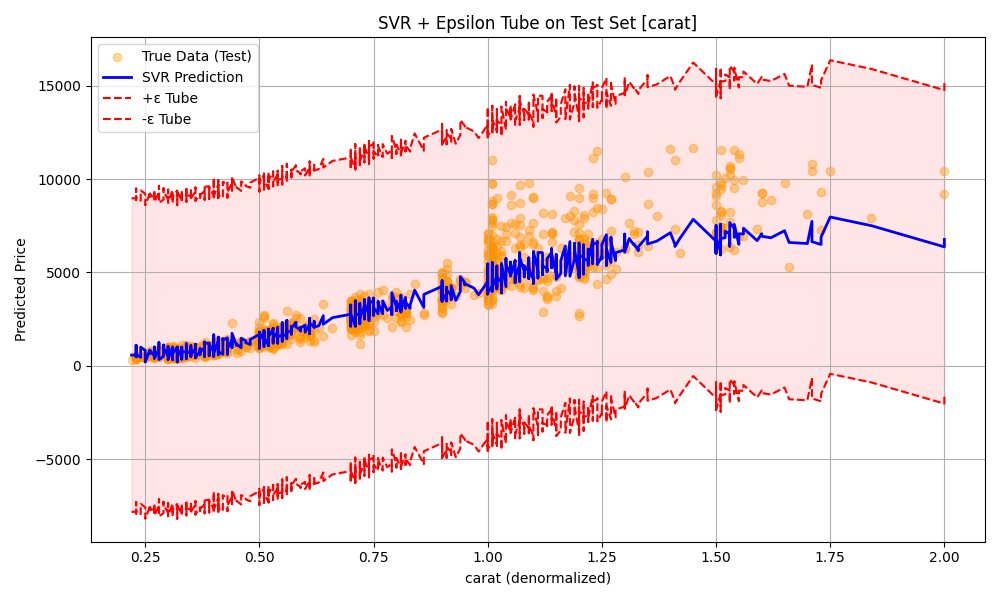 SVR + Epsilon Tube on Test Set [carat]
True Data (Test)
SVR Prediction
+ε Tube
-ε Tube
Predicted Price
15000
10000
5000
0
−5000
0.25 0.50 0.75 1.00 1.25 1.50 1.75 2.00
carat (denormalized)